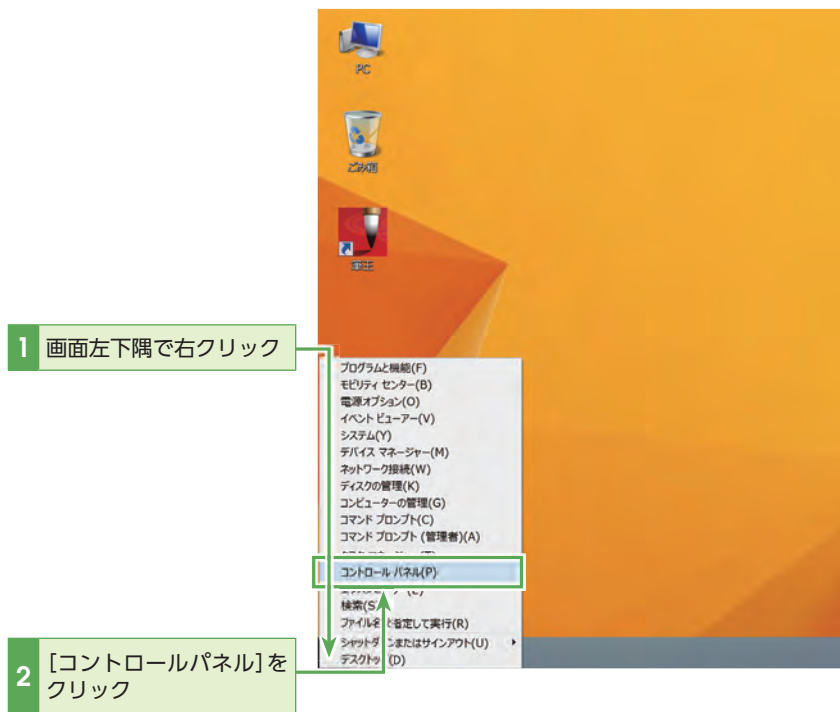 PC
ごみ箱
筆王
1 画面左下隅で右クリック
プログラムと機能(F)
モビリティ センター(B)
電源オプション(O)
イベント ビューアー(V)
システム(Y)
デバイス マネージャー(M)
ネットワーク接続(W)
ディスクの管理(K)
コンピューターの管理(G)
コマンド プロンプト(C)
コマンド プロンプト (管理者)(A)
コントロール パネル(P)
検索(S
ファイル名 指定して実行(R)
シャットダ ンまたはサインアウト(U)
デスクトッ (D)
2 [コントロールパネル]を
クリック